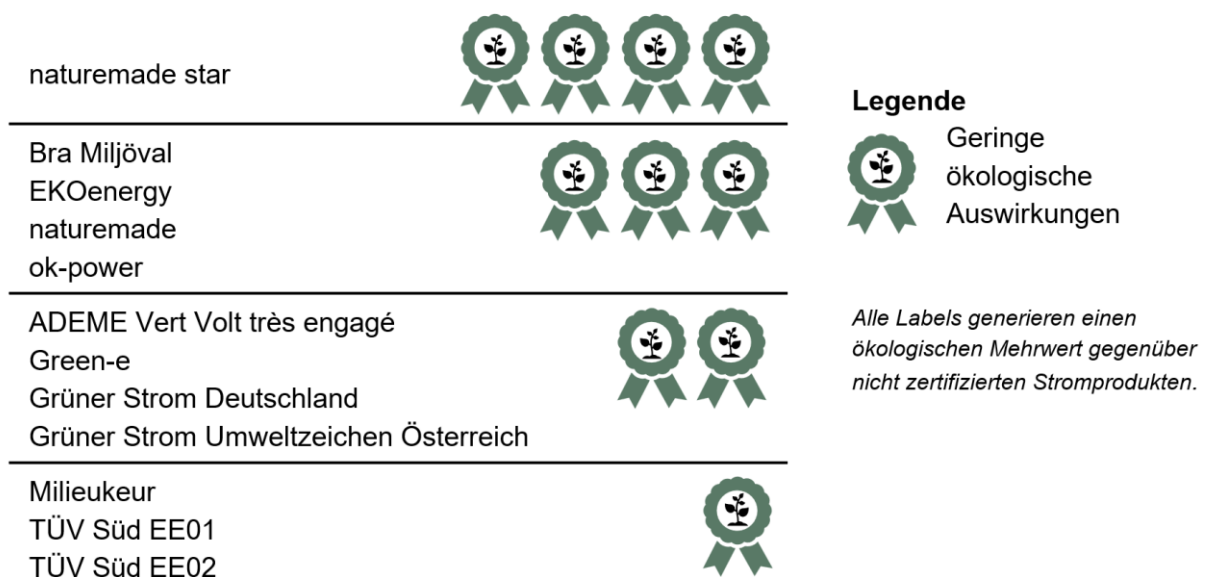 naturemade star
Bra Miljöval
EKOenergy
naturemade
ok-power
ADEME Vert Volt très engagé
Green-e
Grüner Strom Deutschland
Grüner Strom Umweltzeichen Österreich
Milieukeur
TÜV Süd EE01
TÜV Süd EE02
Legende
Geringe
ökologische
Auswirkungen
Alle Labels generieren einen
ökologischen Mehrwert gegenüber
nicht zertifizierten Stromprodukten.